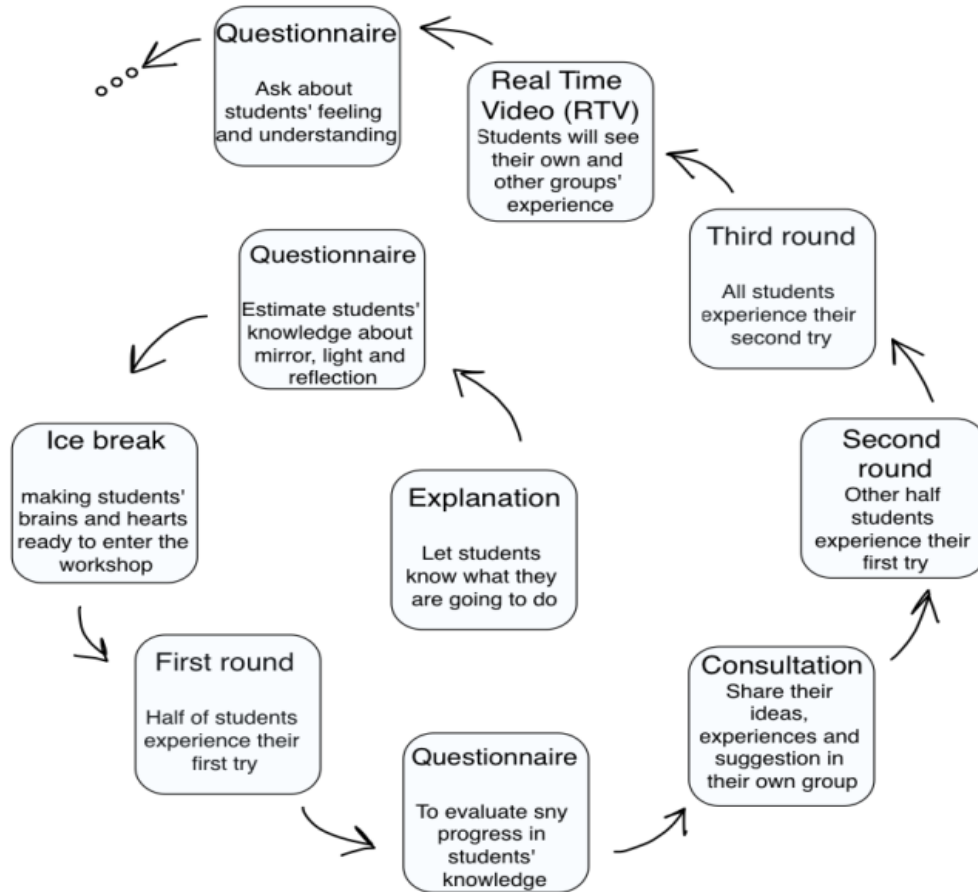 Questionnaire
Ask about
students' feeling
and understanding
Real Time
Video (RTV)
Students will see
their own and
other groups'
experience
Third round
All students
experience their
second try
Questionnaire
Estimate students'
knowledge about
mirror, light and
reflection
Ice break
making students'
brains and hearts
ready to enter the
workshop
Explanation
Let students
know what they
are going to do
Second
round
Other half
students
experience their
first try
First round
Half of students
experience their
first try
Questionnaire
To evaluate sny
progress in
students'
knowledge
Consultation
Share their
ideas,
experiences and
suggestion in
their own group